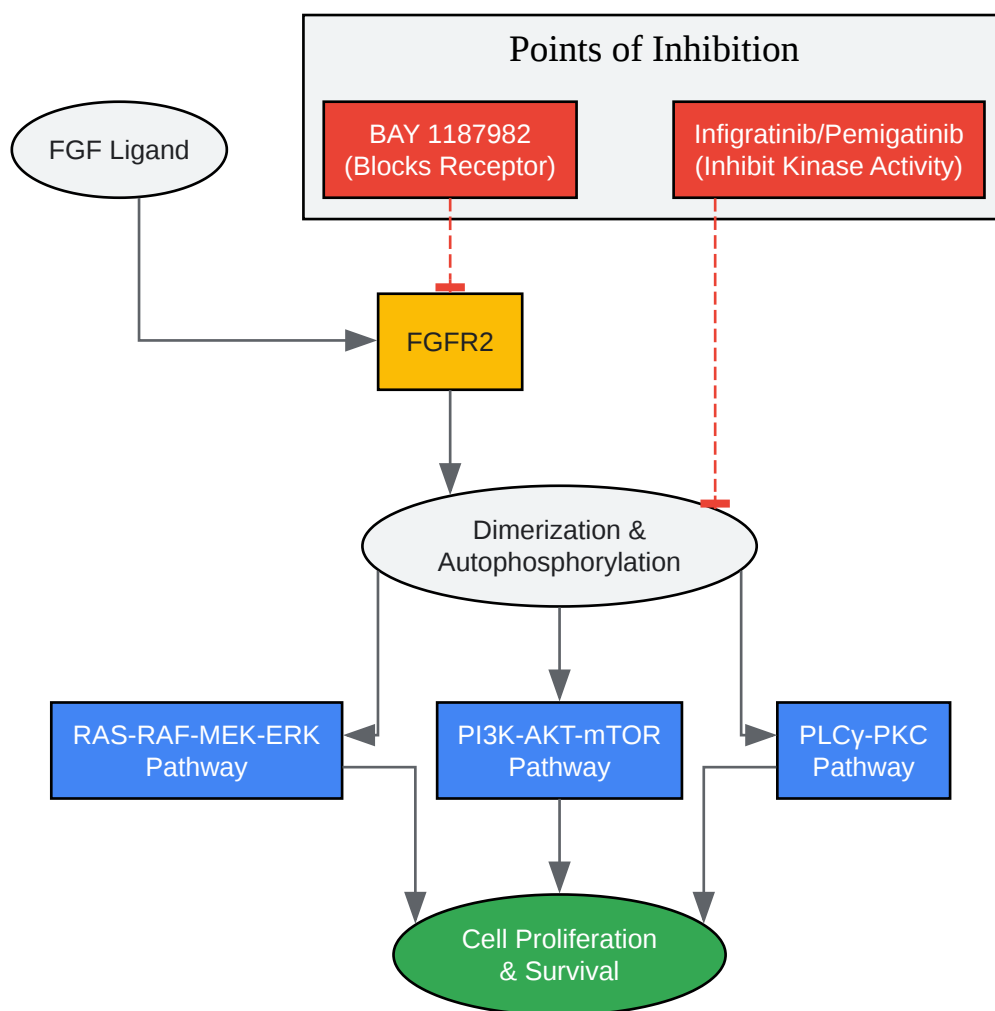 Points of Inhibition
BAY 1187982
(Blocks Receptor)
Infigratinib/Pemigatinib
(Inhibit Kinase Activity)
FGF Ligand
FGFR2
Dimerization &
Autophosphorylation
RAS-RAF-MEK-ERK
Pathway
PI3K-AKT-mTOR
Pathway
PLCγ-PKC
Pathway
Cell Proliferation
& Survival